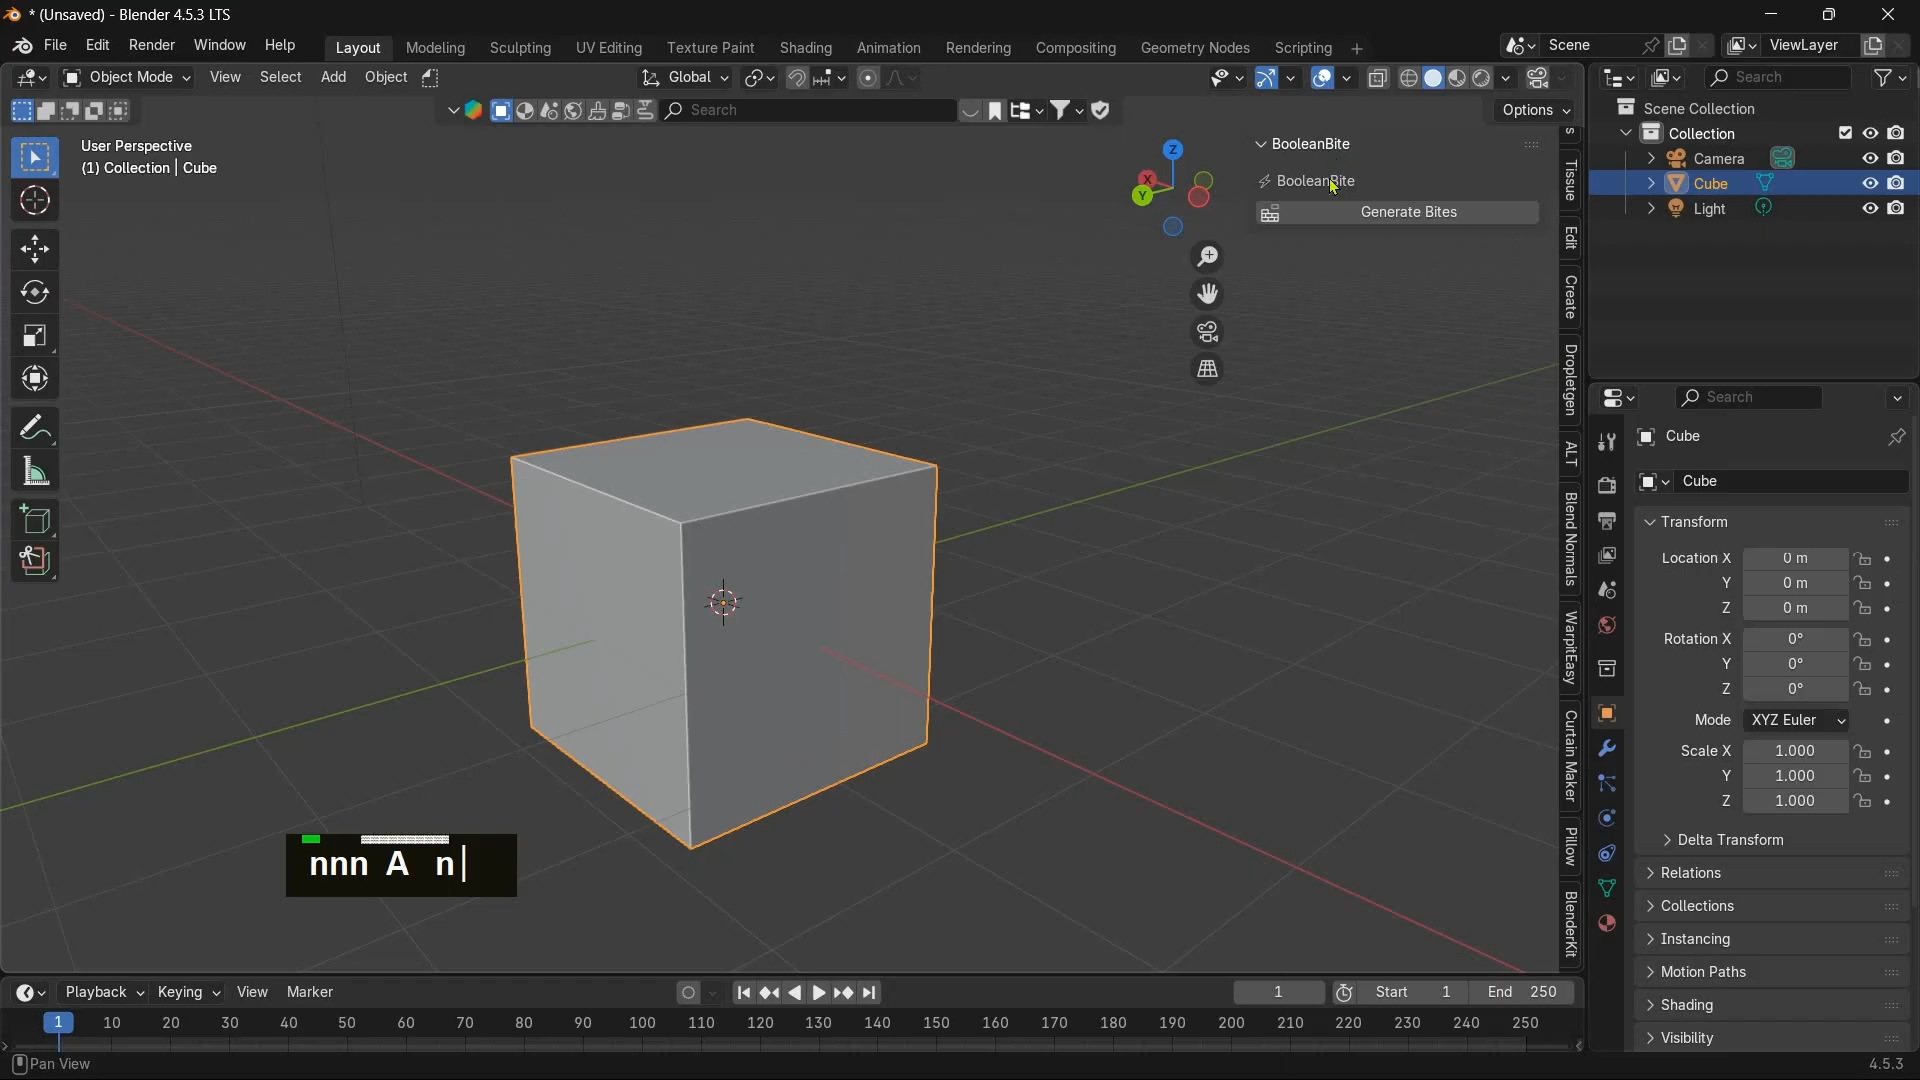 * (Unsaved) - Blender 4.5.3 LTS
File Edit Render Window Help
Layout Modeling Sculpting UV Editing Texture Paint Shading Animation Rendering Compositing Geometry Nodes Scripting +
Scene
ViewLayer
Object Mode View Select Add Object
Global
Search
Search
Options
User Perspective
(1) Collection | Cube
Z
X
Y
BooleanBite
BooleanBite
Generate Bites
s
Tissue
Edit
Create
Dropletgen
ALT
Blend Normals
WarpitEasy
Curtain Maker
Pillow
BlenderKit
Scene Collection
Collection
Camera
Cube
Light
Search
Cube
Cube
Transform
Location X 0 m
Y 0 m
Z 0 m
Rotation X 0°
Y 0°
Z 0°
Mode XYZ Euler
Scale X 1.000
Y 1.000
Z 1.000
Delta Transform
Relations
Collections
Instancing
Motion Paths
Shading
Visibility
nnn A n
Playback Keying View Marker
1
Start 1
End 250
1 10 20 30 40 50 60 70 80 90 100 110 120 130 140 150 160 170 180 190 200 210 220 230 240 250
Pan View
4.5.3